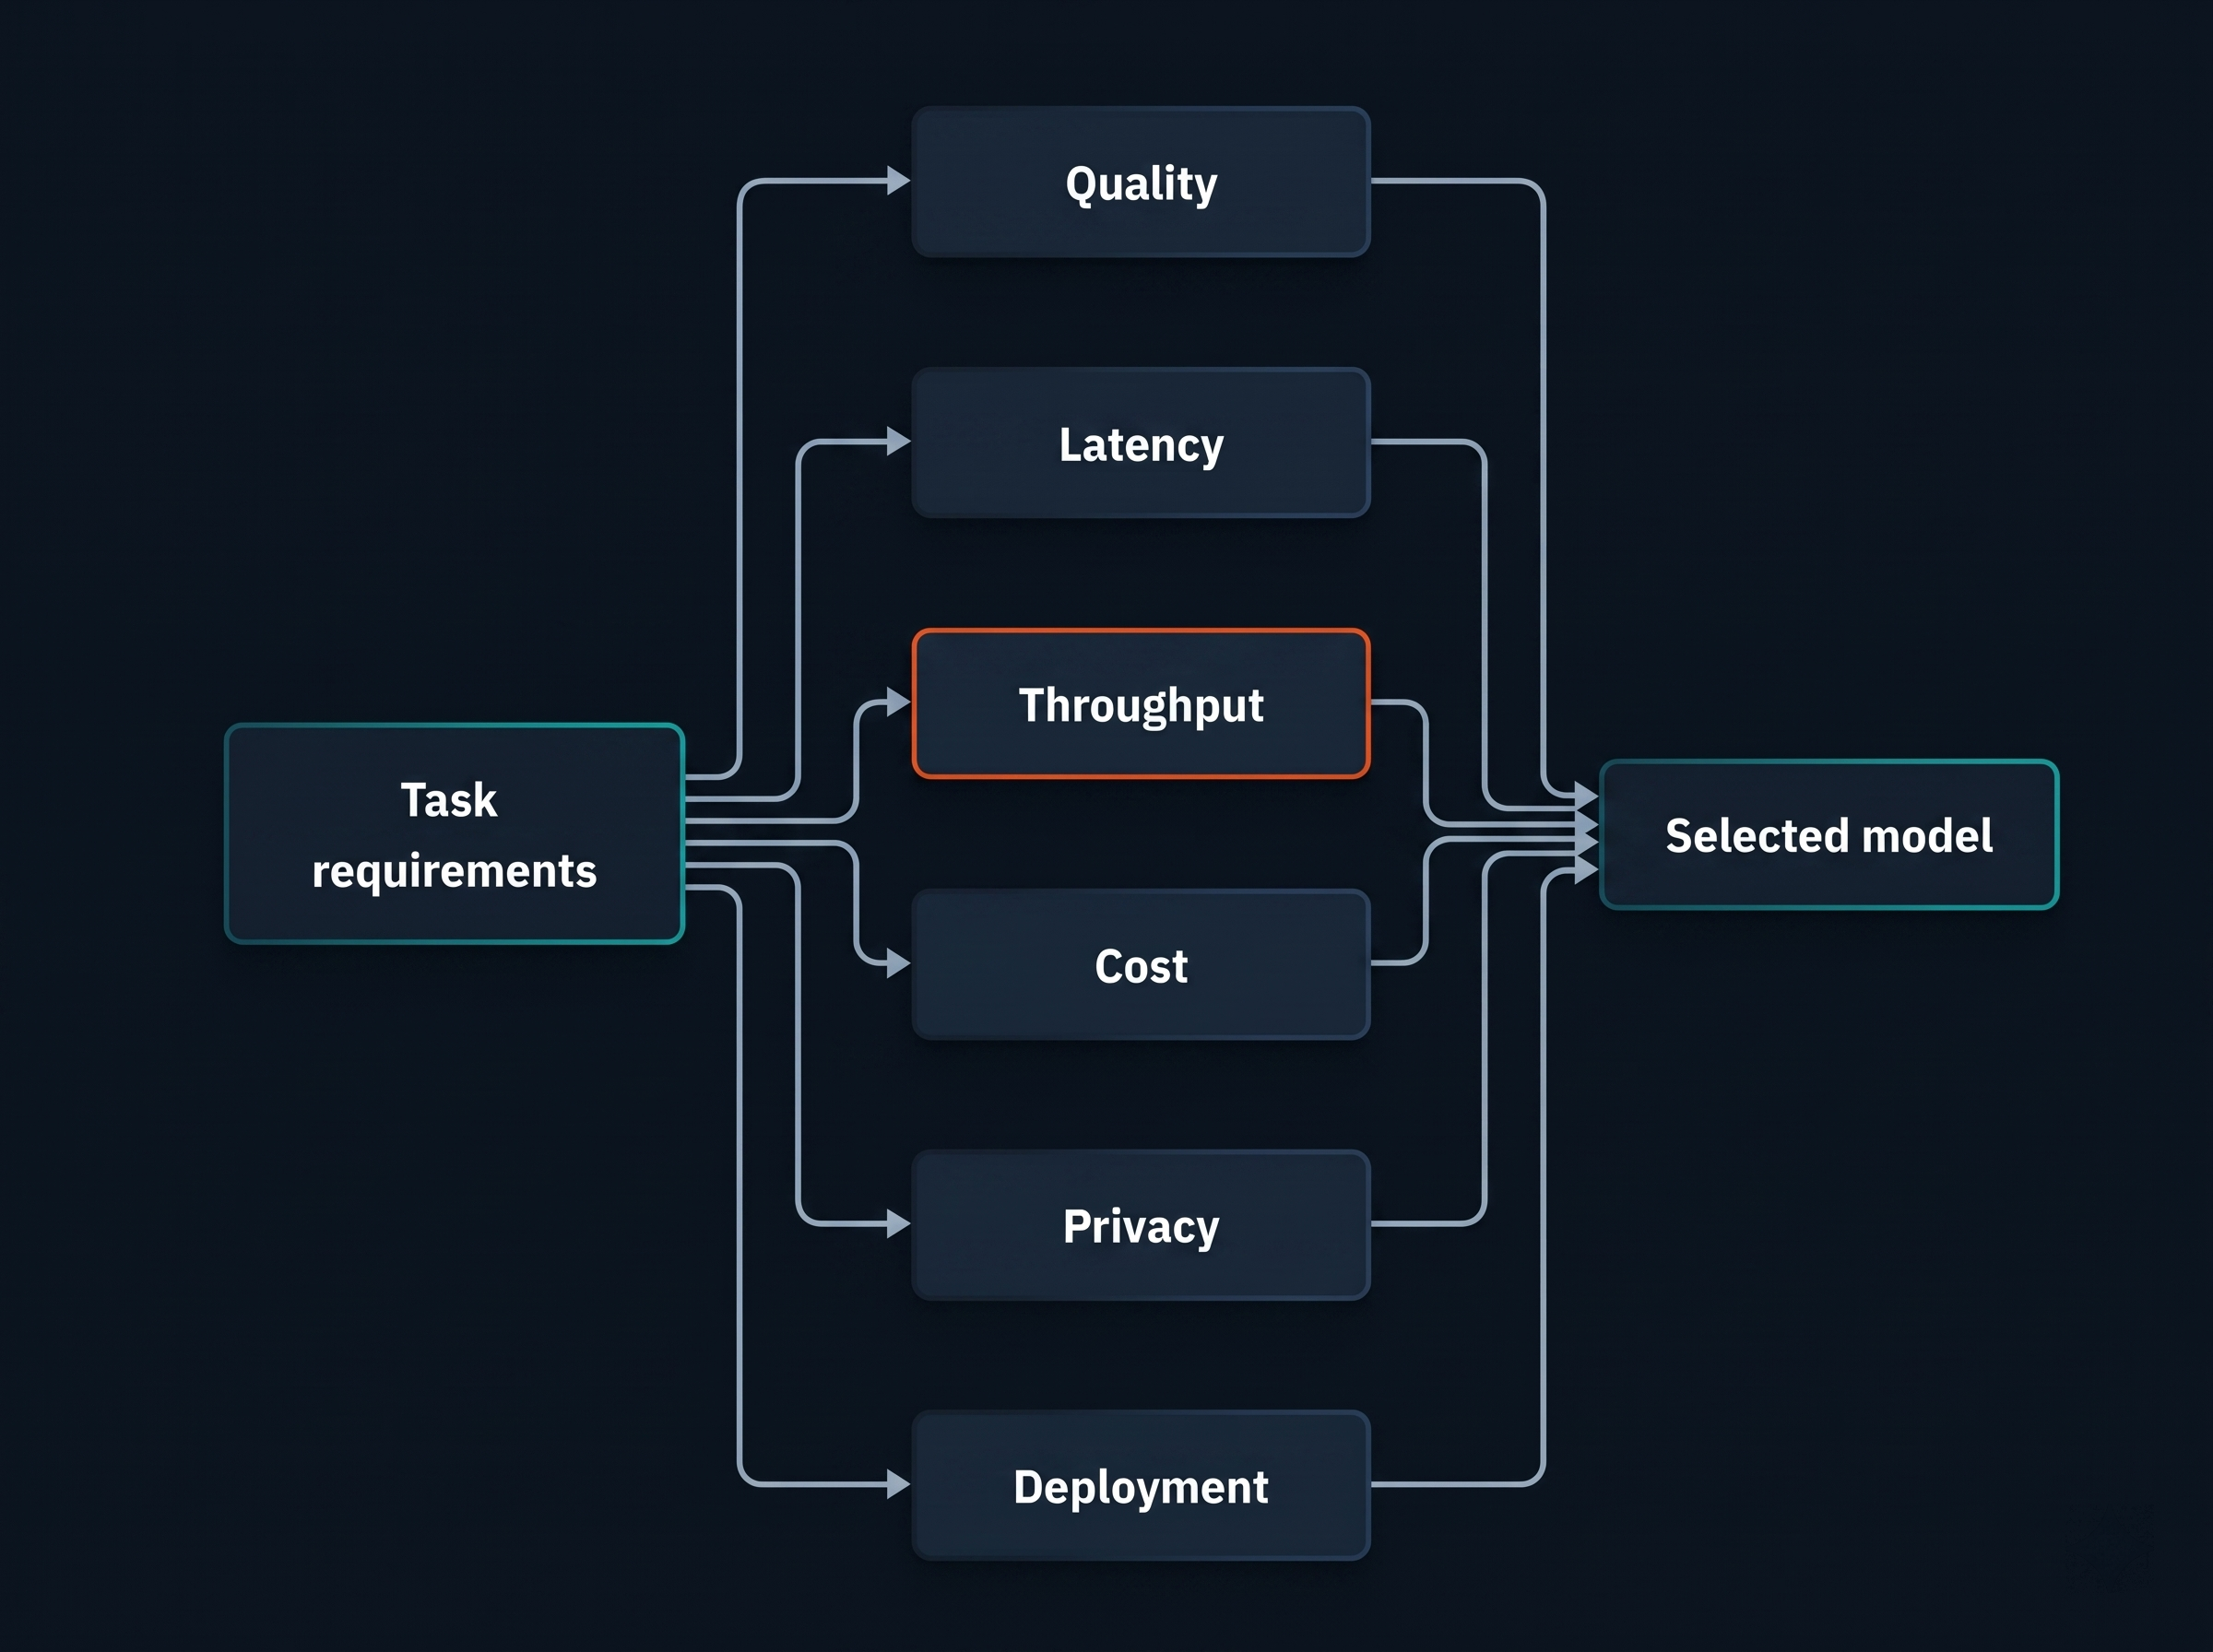 Quality
Latency
Throughput
Task
requirements
Selected model
Cost
Privacy
Deployment